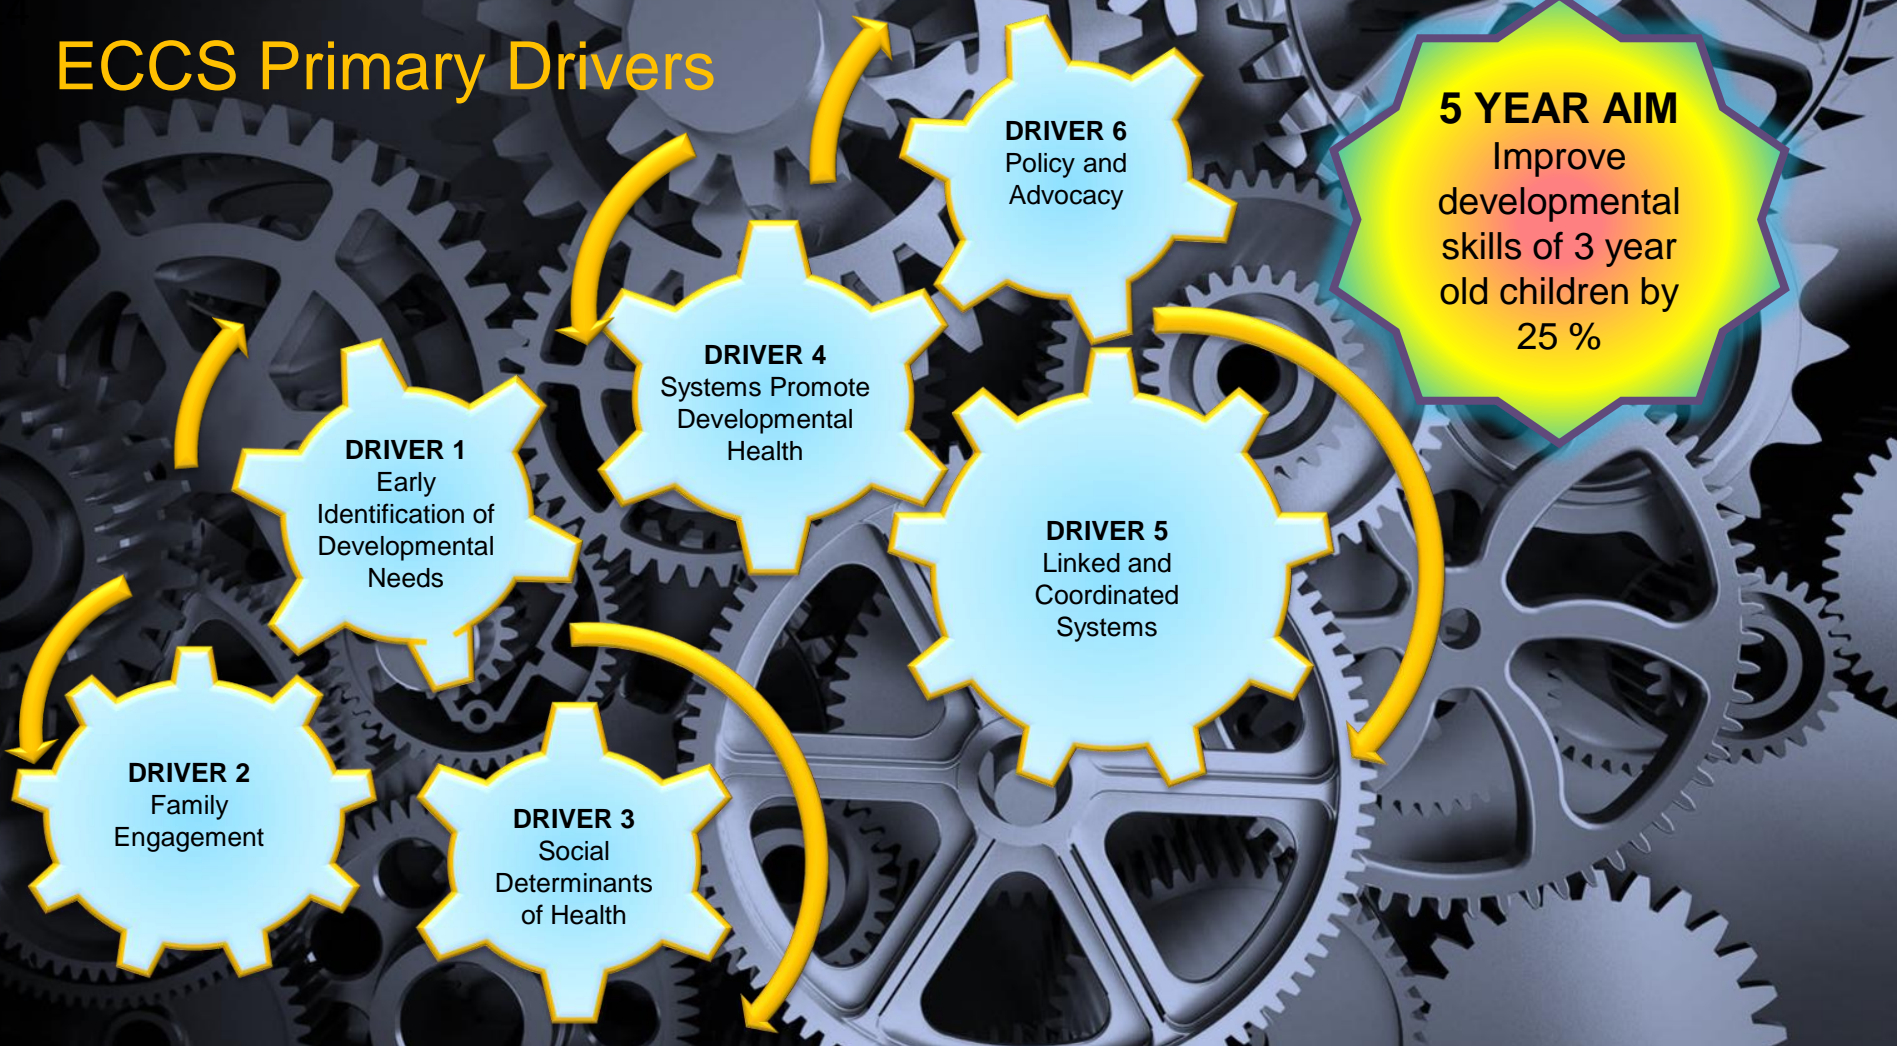 ECCS Primary Drivers
DRIVER 6
Policy and
Advocacy
5 YEAR AIM
Improve
developmental
skills of 3 year
old children by
25 %
DRIVER 4
Systems Promote
Developmental
Health
DRIVER 1
Early
Identification of
Developmental
Needs
DRIVER 5
Linked and
Coordinated
Systems
DRIVER 2
Family
Engagement
DRIVER 3
Social
Determinants
of Health